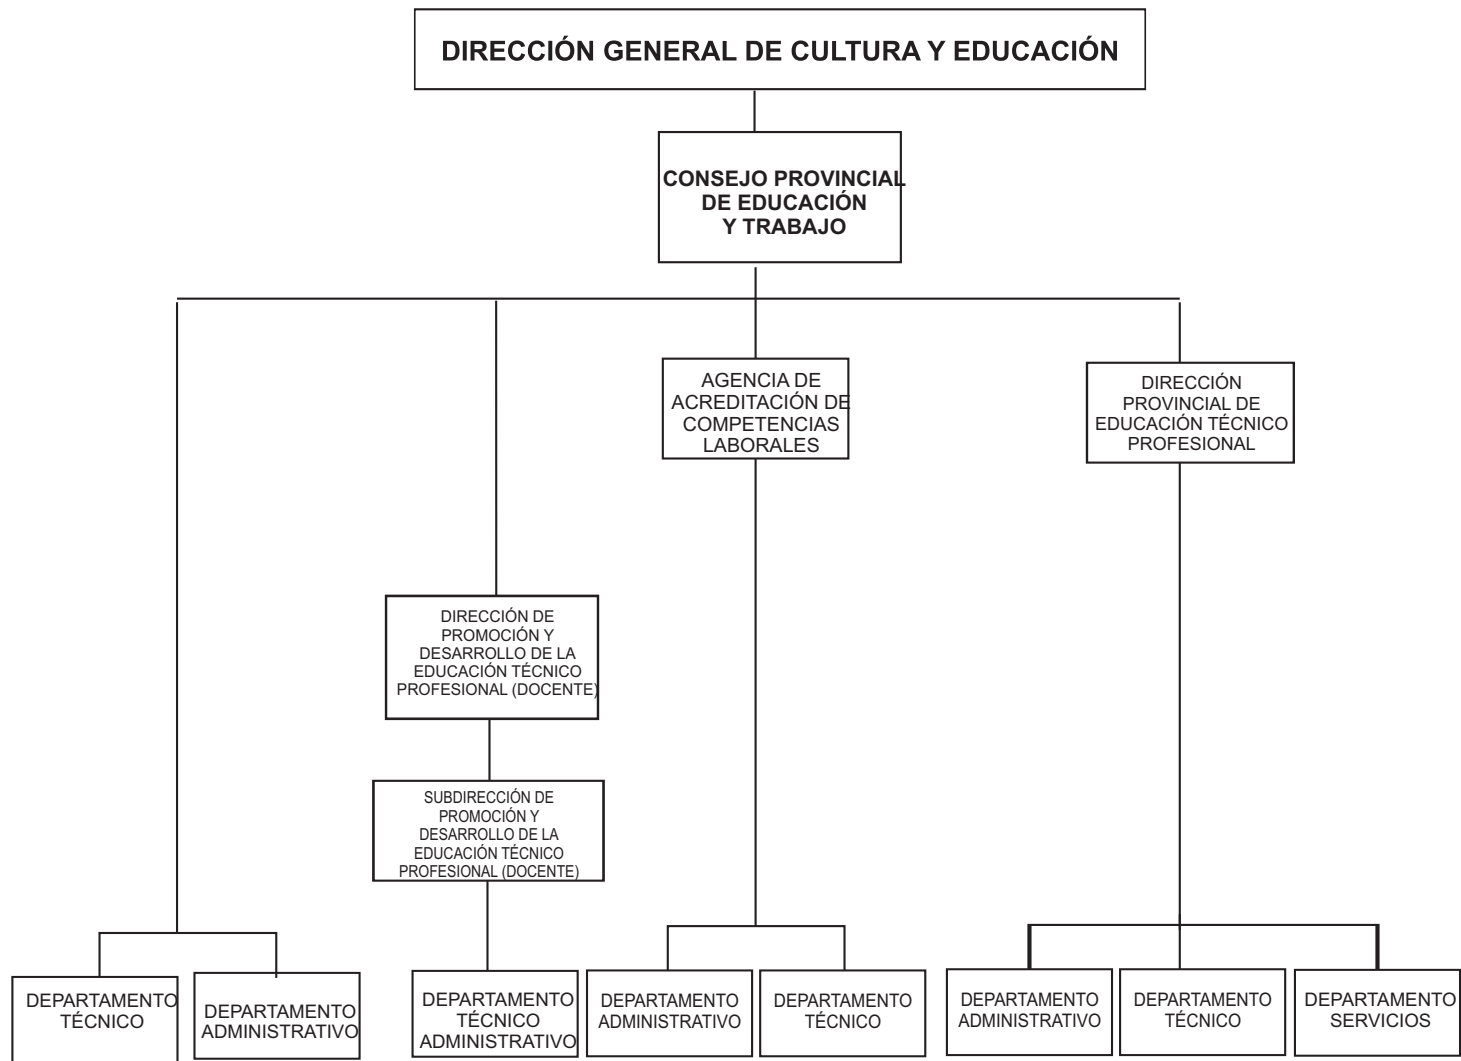 DIRECCIÓN GENERAL DE CULTURA Y EDUCACIÓN
CONSEJO PROVINCIAL
DE EDUCACIÓN
Y TRABAJO
AGENCIA DE
ACREDITACIÓN DE
COMPETENCIAS
LABORALES
DIRECCIÓN
PROVINCIAL DE
EDUCACIÓN TÉCNICO
PROFESIONAL
DIRECCIÓN DE
PROMOCIÓN Y
DESARROLLO DE LA
EDUCACIÓN TÉCNICO
PROFESIONAL (DOCENTE)
SUBDIRECCIÓN DE
PROMOCIÓN Y
DESARROLLO DE LA
EDUCACIÓN TÉCNICO
PROFESIONAL (DOCENTE)
DEPARTAMENTO
TÉCNICO
DEPARTAMENTO
ADMINISTRATIVO
DEPARTAMENTO
TÉCNICO
ADMINISTRATIVO
DEPARTAMENTO
ADMINISTRATIVO
DEPARTAMENTO
TÉCNICO
DEPARTAMENTO
ADMINISTRATIVO
DEPARTAMENTO
TÉCNICO
DEPARTAMENTO
SERVICIOS